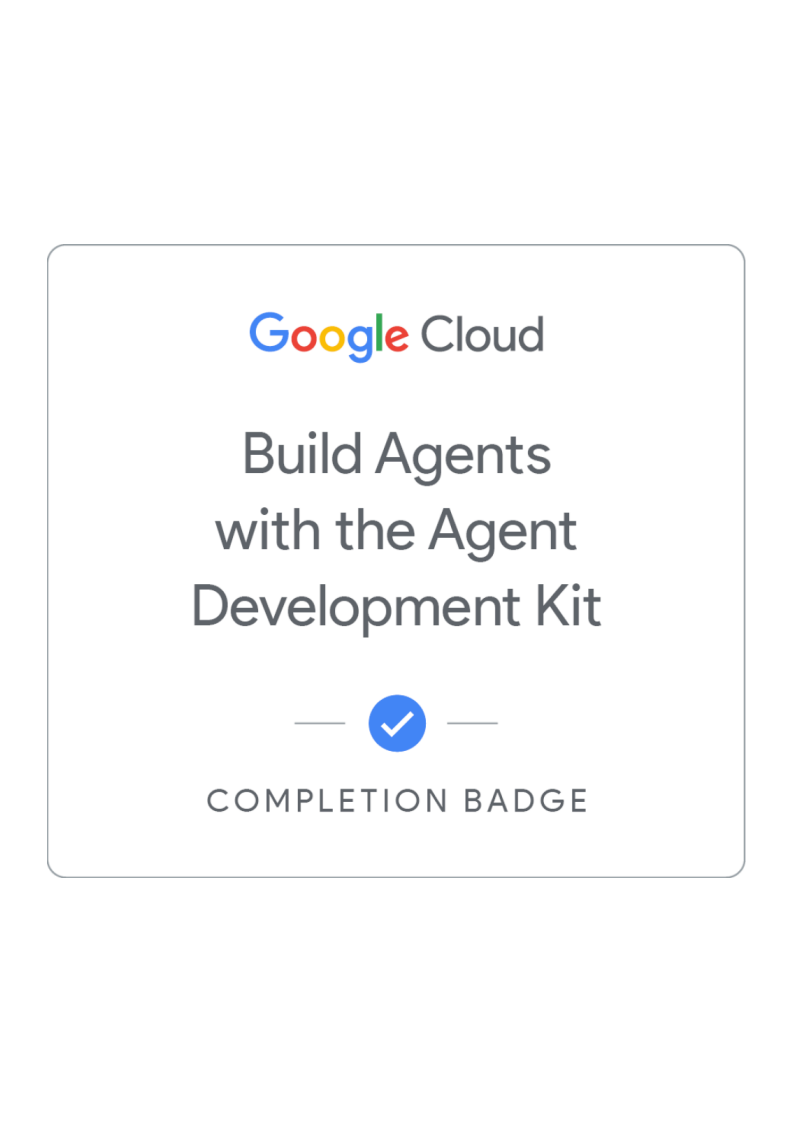 Google Cloud
Build Agents
with the Agent
Development Kit
COMPLETION BADGE